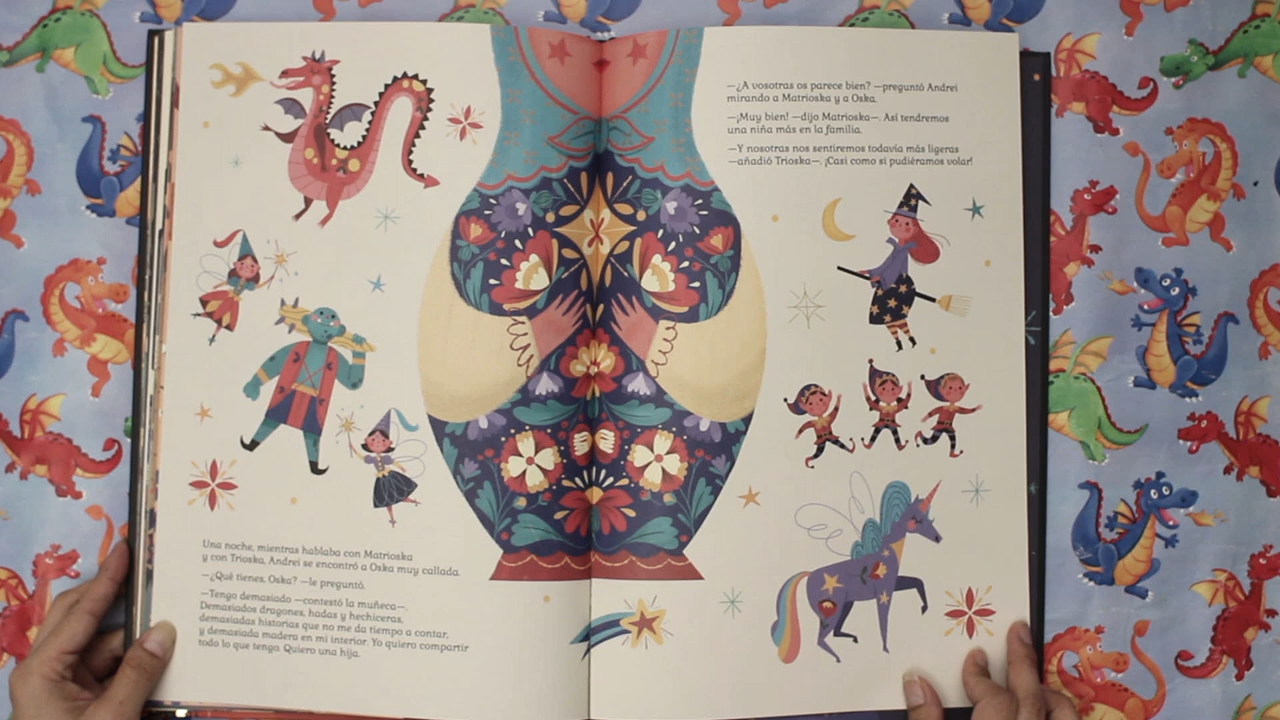 Una noche, mientras hablaba con Matrioska
y con Trioska, Andrei se encontró a Oska muy callada.
—¿Qué tienes, Oska? —le preguntó.
—Tengo demasiado —contestó la muñeca—.
Demasiados dragones, hadas y hechiceras,
demasiadas historias que no me da tiempo a contar,
y demasiada madera en mi interior. Yo quiero compartir
todo lo que tengo. Quiero una hija.
—¿A vosotras os parece bien? —preguntó Andrei
mirando a Matrioska y a Oska.
—¡Muy bien! —dijo Matrioska—. Así tendremos
una niña más en la familia.
—Y nosotras nos sentiremos todavía más ligeras
—añadió Trioska—. ¡Casi como si pudiéramos volar!